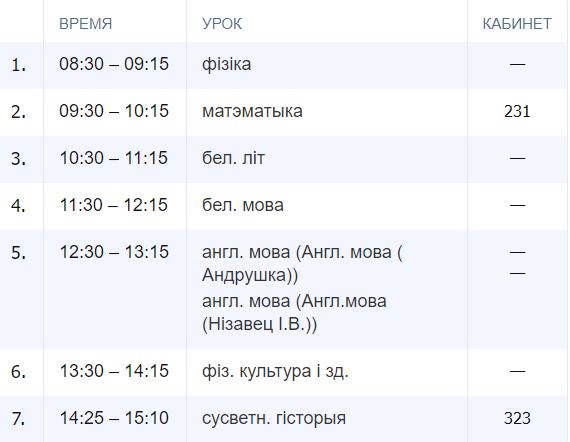 ВРЕМЯ УРОК КАБИНЕТ
1. 08:30 – 09:15 фізіка —
2. 09:30 – 10:15 матэматыка 231
3. 10:30 – 11:15 бел. літ —
4. 11:30 – 12:15 бел. мова —
5. 12:30 – 13:15 англ. мова (Англ. мова ( —
Андрушка)) —
англ. мова (Англ.мова
(Нізавец І.В.))
6. 13:30 – 14:15 фіз. культура і зд. —
7. 14:25 – 15:10 сусветн. гісторыя 323